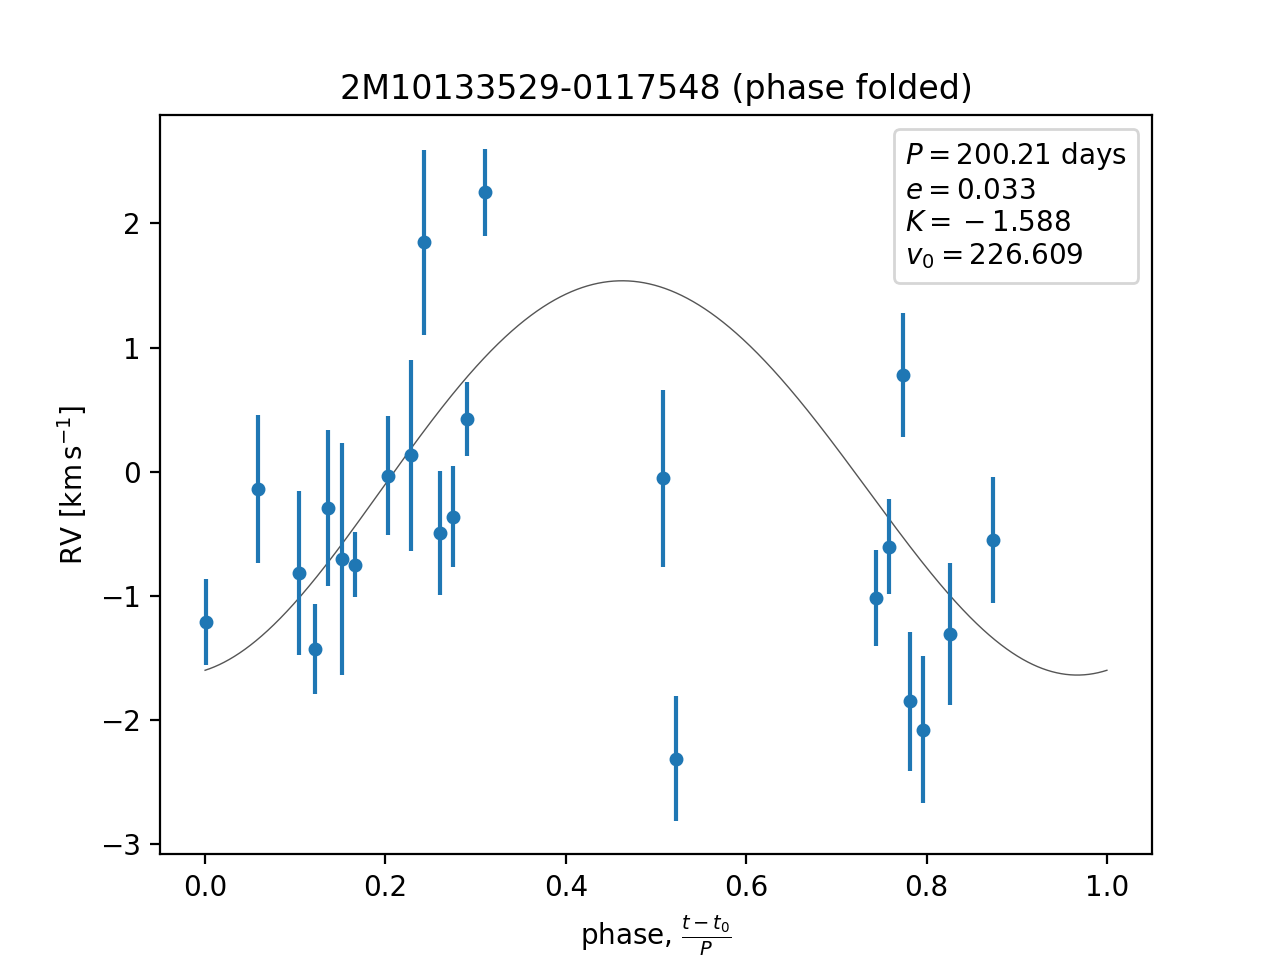 2M10133529-0117548 (phase folded)
P = 200.21 days
e = 0.033
K = −1.588
v₀ = 226.609
RV [km s⁻¹]
2
1
0
−1
−2
−3
0.0 0.2 0.4 0.6 0.8 1.0
phase, (t − t₀)/P